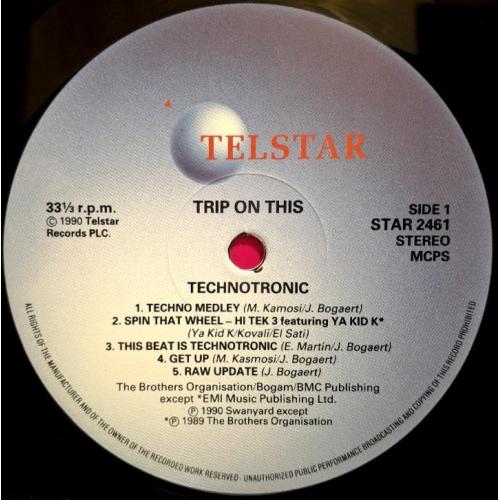 TELSTAR
33⅓ r.p.m.
Ⓒ 1990 Telstar
Records PLC.
TRIP ON THIS
SIDE 1
STAR 2461
STEREO
MCPS
TECHNOTRONIC
1. TECHNO MEDLEY (M. Kamosi/J. Bogaert)
2. SPIN THAT WHEEL – HI TEK 3 featuring YA KID K*
(Ya Kid K/Kovali/El Sati)
3. THIS BEAT IS TECHNOTRONIC (E. Martin/J. Bogaert)
4. GET UP (M. Kasmosi/J. Bogaert)
5. RAW UPDATE (J. Bogaert)
The Brothers Organisation/Bogam/BMC Publishing
except *EMI Music Publishing Ltd.
Ⓟ 1990 Swanyard except
*Ⓟ 1989 The Brothers Organisation
ALL RIGHTS OF THE MANUFACTURER AND OF THE OWNER OF THE RECORDED WORK RESERVED - UNAUTHORIZED PUBLIC PERFORMANCE BROADCASTING AND COPYING OF THIS RECORD PROHIBITED